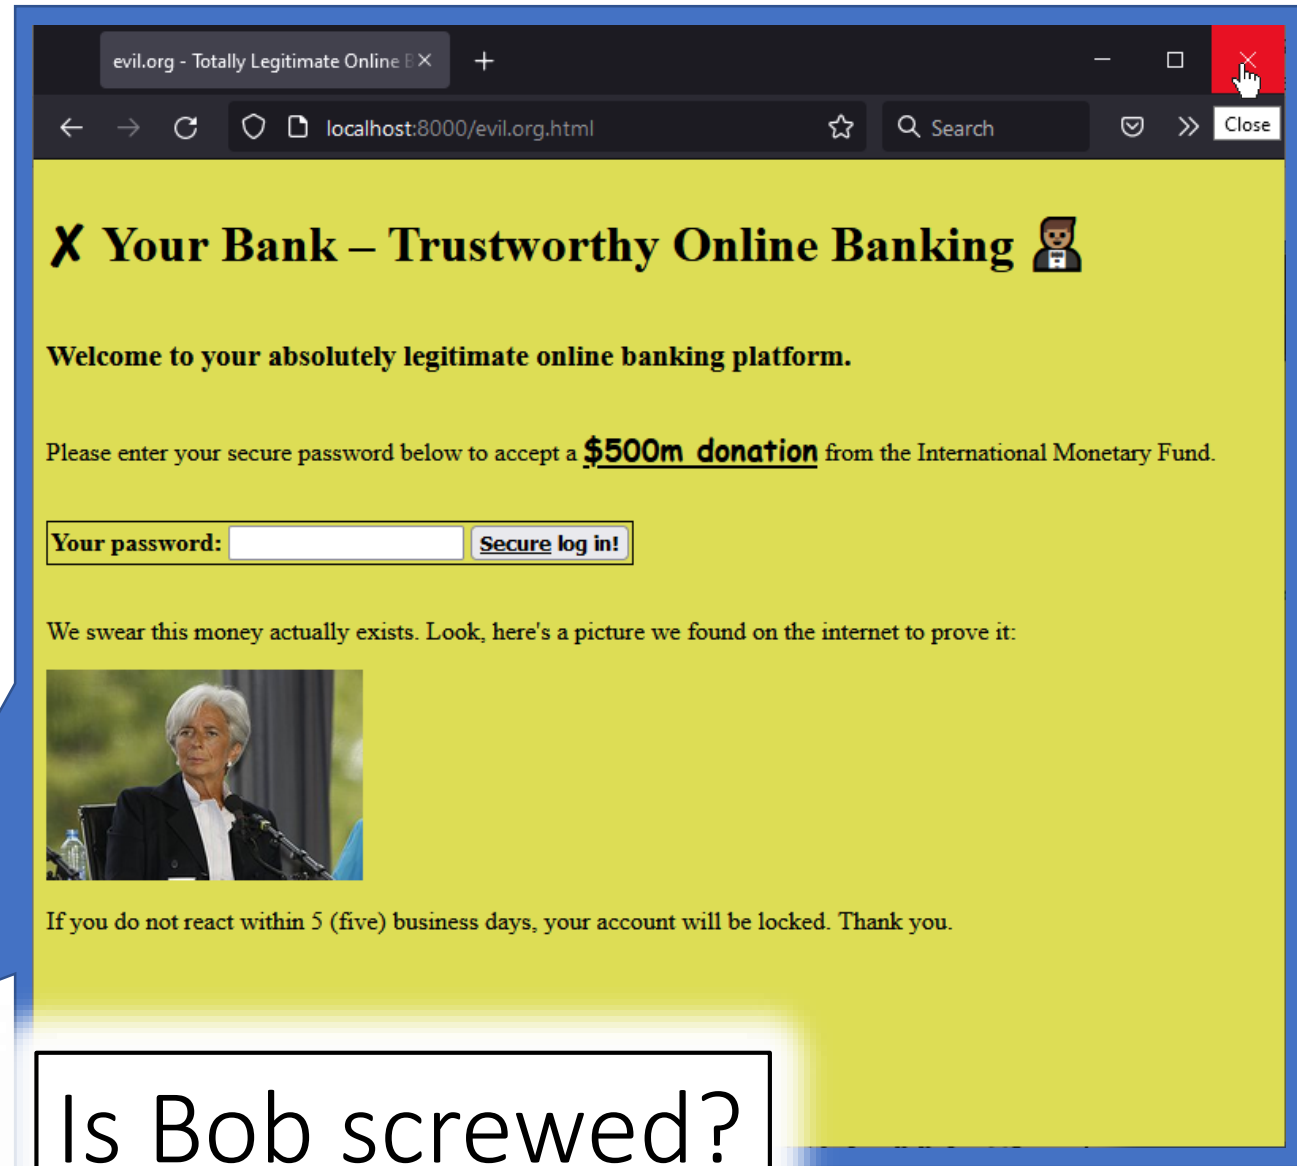 evil.org - Totally Legitimate Online B
localhost:8000/evil.org.html
Search
Close
✗ Your Bank – Trustworthy Online Banking
Welcome to your absolutely legitimate online banking platform.
Please enter your secure password below to accept a $500m donation from the International Monetary Fund.
Your password: Secure log in!
We swear this money actually exists. Look, here's a picture we found on the internet to prove it:
If you do not react within 5 (five) business days, your account will be locked. Thank you.
Is Bob screwed?